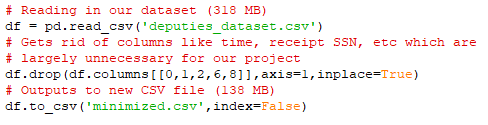 # Reading in our dataset (318 MB)
df = pd.read_csv('deputies_dataset.csv')
# Gets rid of columns like time, receipt SSN, etc which are
# largely unnecessary for our project
df.drop(df.columns[[0,1,2,6,8]],axis=1,inplace=True)
# Outputs to new CSV file (138 MB)
df.to_csv('minimized.csv',index=False)